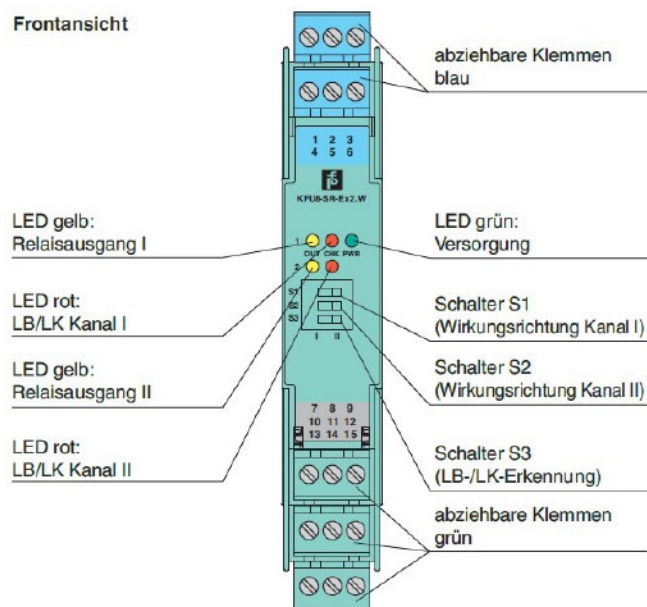 Frontansicht
abziehbare Klemmen
blau
1 2 3
4 5 6
KFU8-SR-Ex2.W
LED gelb:
Relaisausgang I
LED grün:
Versorgung
1
OUT CHK PWR
2
LED rot:
LB/LK Kanal I
S1
S2
S3
I II
Schalter S1
(Wirkungsrichtung Kanal I)
LED gelb:
Relaisausgang II
Schalter S2
(Wirkungsrichtung Kanal II)
7 8 9
10 11 12
13 14 15
LED rot:
LB/LK Kanal II
Schalter S3
(LB-/LK-Erkennung)
abziehbare Klemmen
grün